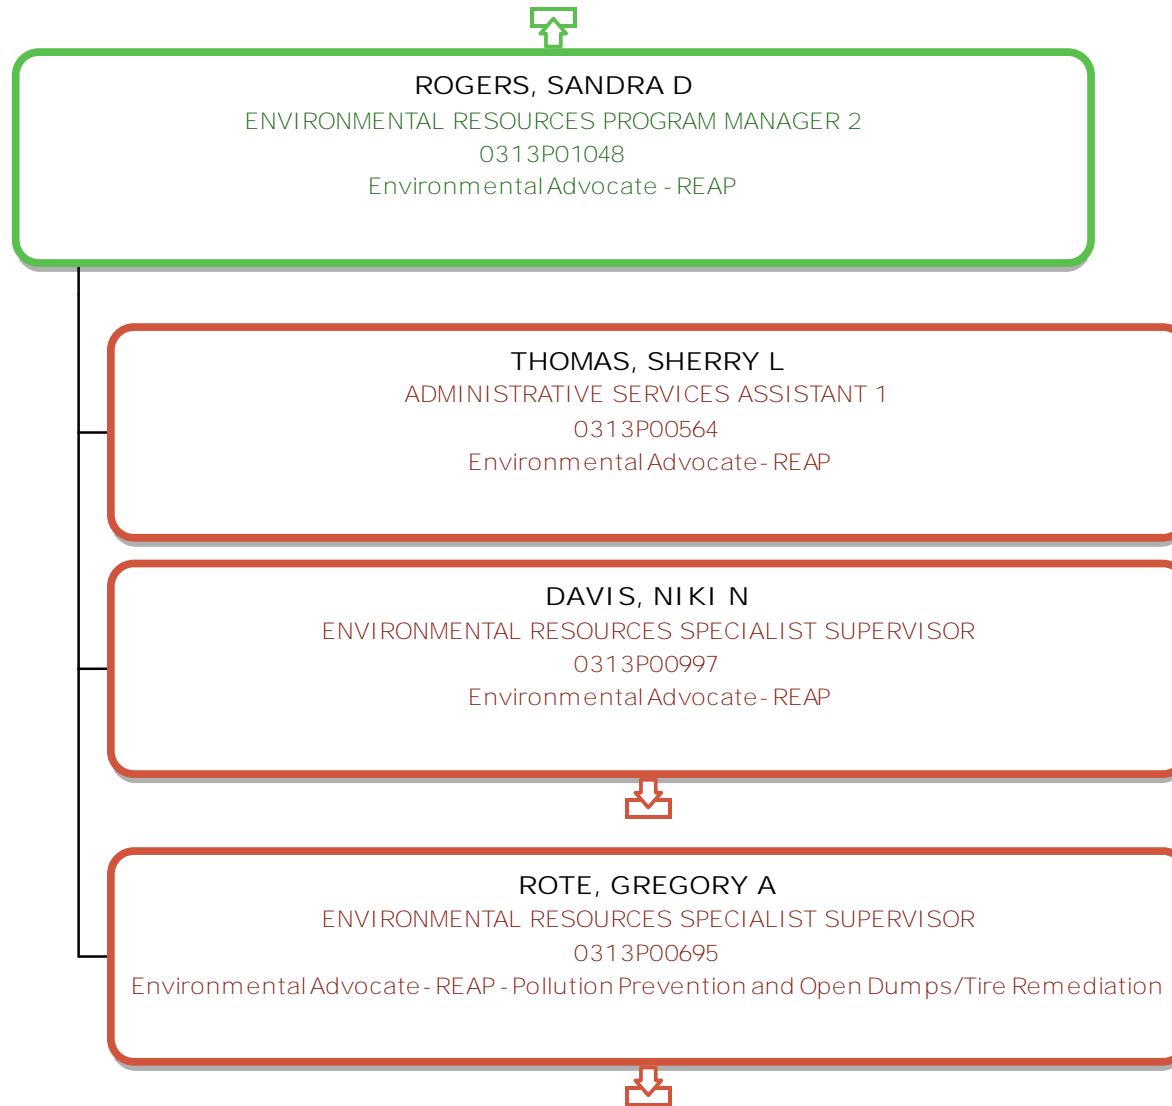 ROGERS, SANDRA D
ENVIRONMENTAL RESOURCES PROGRAM MANAGER 2
0313P01048
Environmental Advocate - REAP
THOMAS, SHERRY L
ADMINISTRATIVE SERVICES ASSISTANT 1
0313P00564
Environmental Advocate - REAP
DAVIS, NIKI N
ENVIRONMENTAL RESOURCES SPECIALIST SUPERVISOR
0313P00997
Environmental Advocate - REAP
ROTE, GREGORY A
ENVIRONMENTAL RESOURCES SPECIALIST SUPERVISOR
0313P00695
Environmental Advocate - REAP - Pollution Prevention and Open Dumps/Tire Remediation